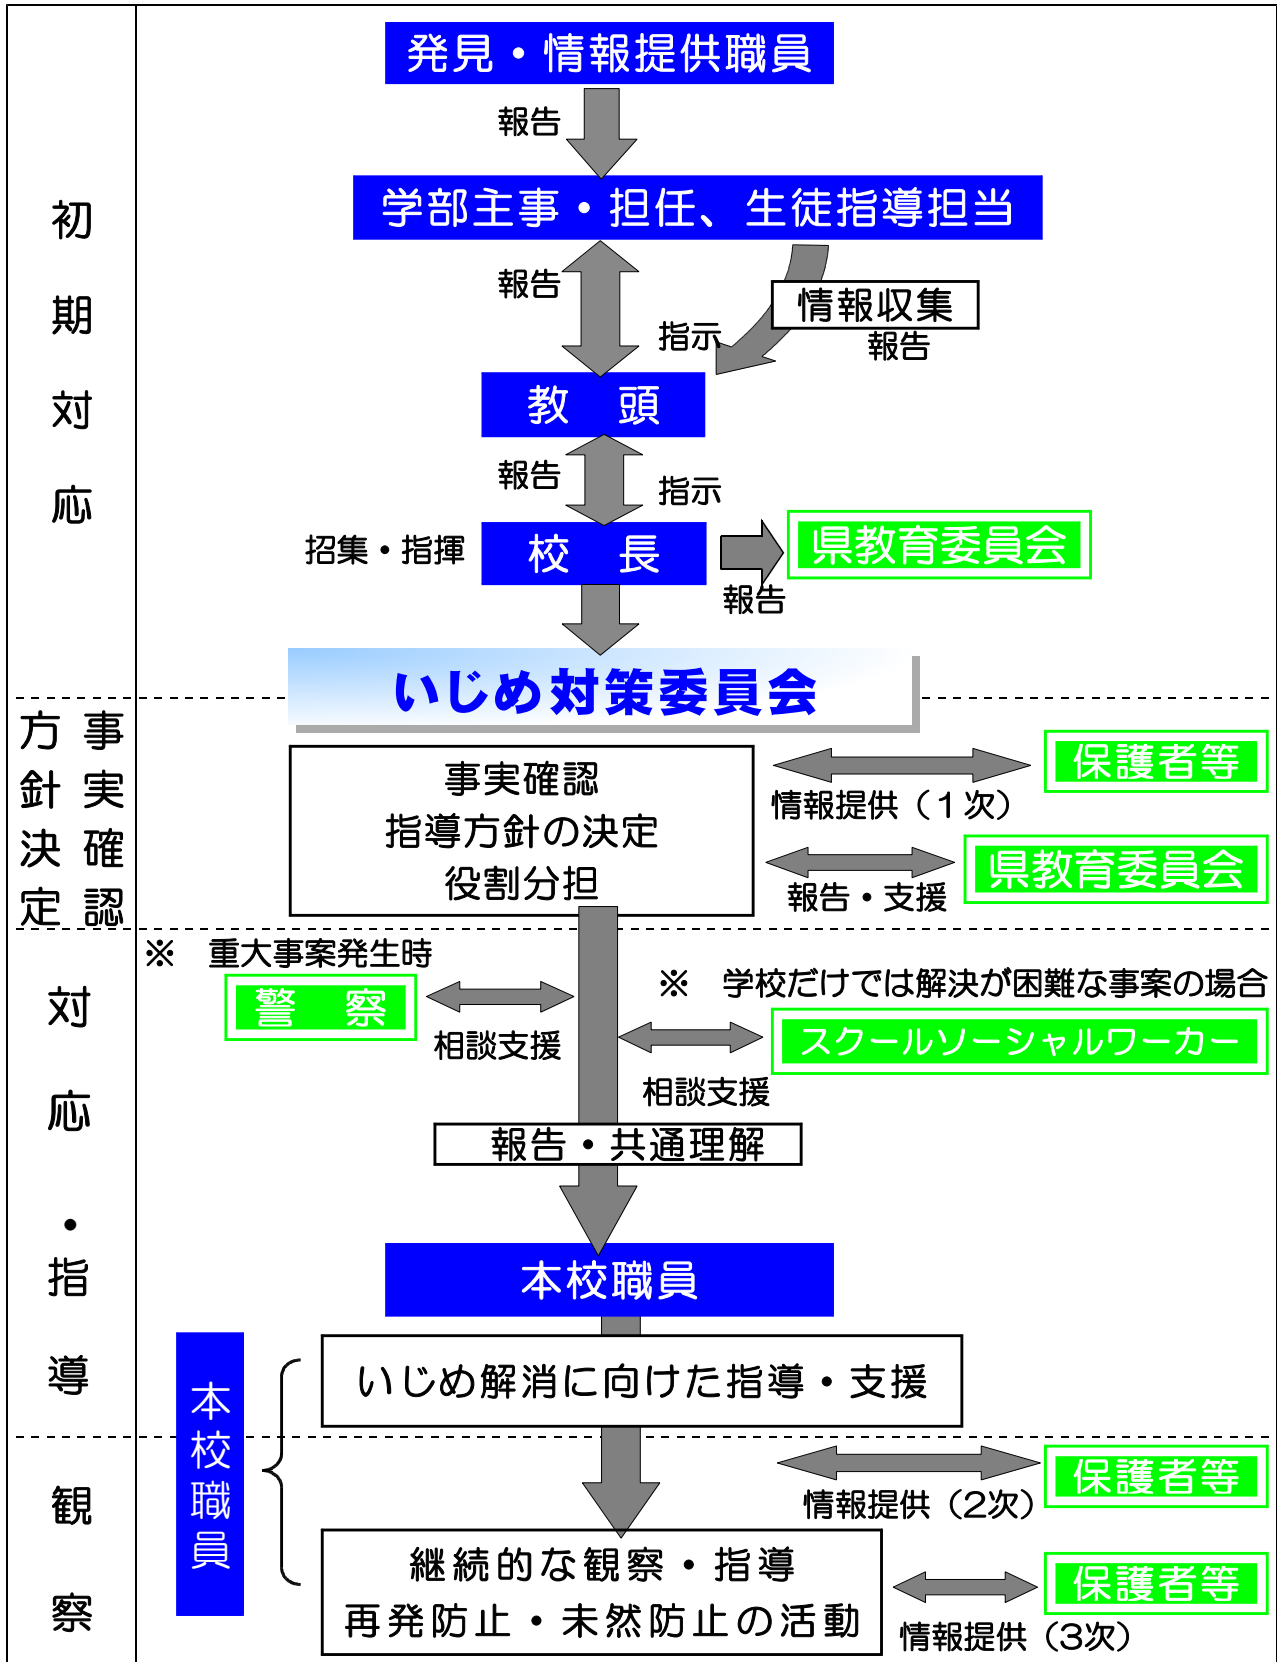 初期対応
発見・情報提供職員
報告
学部主事・担任、生徒指導担当
報告
指示
情報収集
報告
教　頭
報告
指示
招集・指揮
校　長
報告
県教育委員会
いじめ対策委員会
事実確認
方針決定
事実確認
指導方針の決定
役割分担
保護者等
情報提供（１次）
県教育委員会
報告・支援
対応・指導
※　重大事案発生時
警　察
相談支援
※　学校だけでは解決が困難な事案の場合
スクールソーシャルワーカー
相談支援
報告・共通理解
本校職員
本校職員
いじめ解消に向けた指導・支援
観察
保護者等
情報提供（2次）
継続的な観察・指導
再発防止・未然防止の活動
保護者等
情報提供（3次）